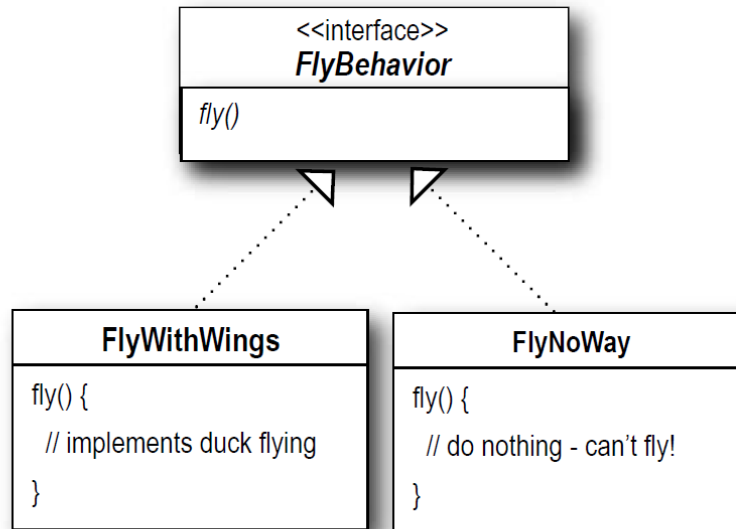 <<interface>>
FlyBehavior
fly()
FlyWithWings
fly() {
// implements duck flying
}
FlyNoWay
fly() {
// do nothing - can't fly!
}